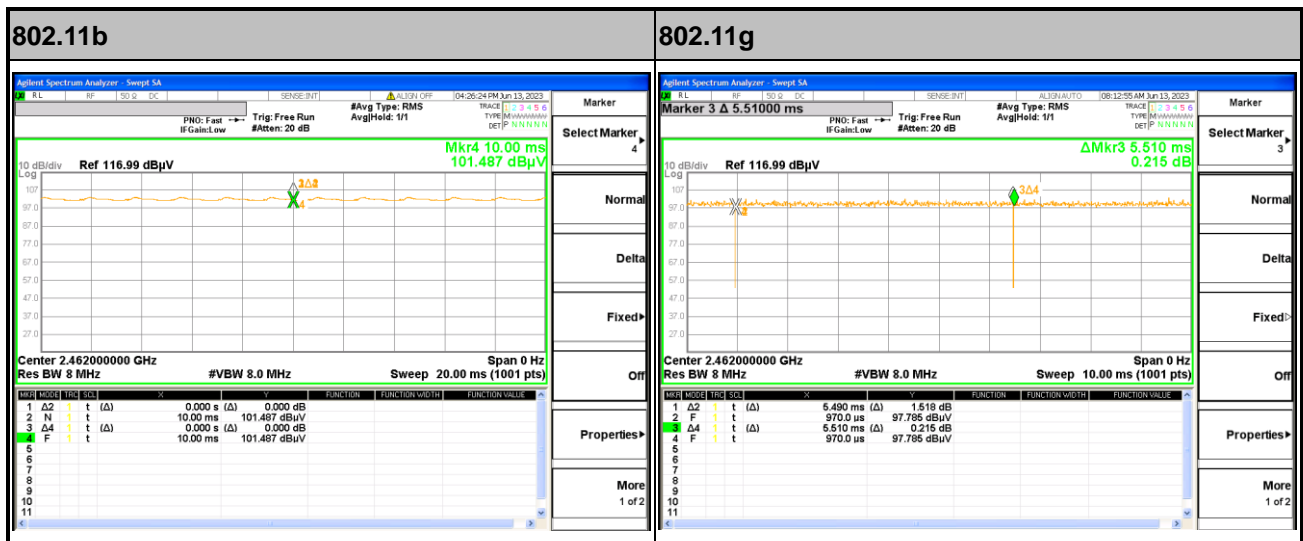 802.11b
Agilent Spectrum Analyzer - Swept SA
RL RF 50 Ω DC SENSE:INT ALIGN OFF 04:26:24 PM Jun 13, 2023
#Avg Type: RMS TRACE 1 2 3 4 5 6
PNO: Fast Trig: Free Run Avg|Hold: 1/1 TYPE M
IFGain:Low #Atten: 20 dB DET P N N N N N
Mkr4 10.00 ms
10 dB/div Ref 116.99 dBµV 101.487 dBµV
Log
107
97.0
87.0
77.0
67.0
57.0
47.0
37.0
27.0
Center 2.462000000 GHz Span 0 Hz
Res BW 8 MHz #VBW 8.0 MHz Sweep 20.00 ms (1001 pts)
MKR MODE TRC SCL X Y FUNCTION FUNCTION WIDTH FUNCTION VALUE
1 Δ2 1 t (Δ) 0.000 s (Δ) 0.000 dB
2 N 1 t 10.00 ms 101.487 dBµV
3 Δ4 1 t (Δ) 0.000 s (Δ) 0.000 dB
4 F 1 t 10.00 ms 101.487 dBµV
5
6
7
8
9
10
11
Marker
Select Marker
4
Normal
Delta
Fixed
Off
Properties
More
1 of 2
802.11g
Agilent Spectrum Analyzer - Swept SA
RL RF 50 Ω DC SENSE:INT ALIGN AUTO 08:12:55 AM Jun 13, 2023
Marker 3 Δ 5.51000 ms #Avg Type: RMS TRACE 1 2 3 4 5 6
PNO: Fast Trig: Free Run Avg|Hold: 1/1 TYPE M
IFGain:Low #Atten: 20 dB DET P N N N N N
ΔMkr3 5.510 ms
10 dB/div Ref 116.99 dBµV 0.215 dB
Log
107
3Δ4
97.0
87.0
77.0
67.0
57.0
47.0
37.0
27.0
Center 2.462000000 GHz Span 0 Hz
Res BW 8 MHz #VBW 8.0 MHz Sweep 10.00 ms (1001 pts)
MKR MODE TRC SCL X Y FUNCTION FUNCTION WIDTH FUNCTION VALUE
1 Δ2 1 t (Δ) 5.490 ms (Δ) 1.518 dB
2 F 1 t 970.0 µs 97.785 dBµV
3 Δ4 1 t (Δ) 5.510 ms (Δ) 0.215 dB
4 F 1 t 970.0 µs 97.785 dBµV
5
6
7
8
9
10
11
Marker
Select Marker
3
Normal
Delta
Fixed
Off
Properties
More
1 of 2